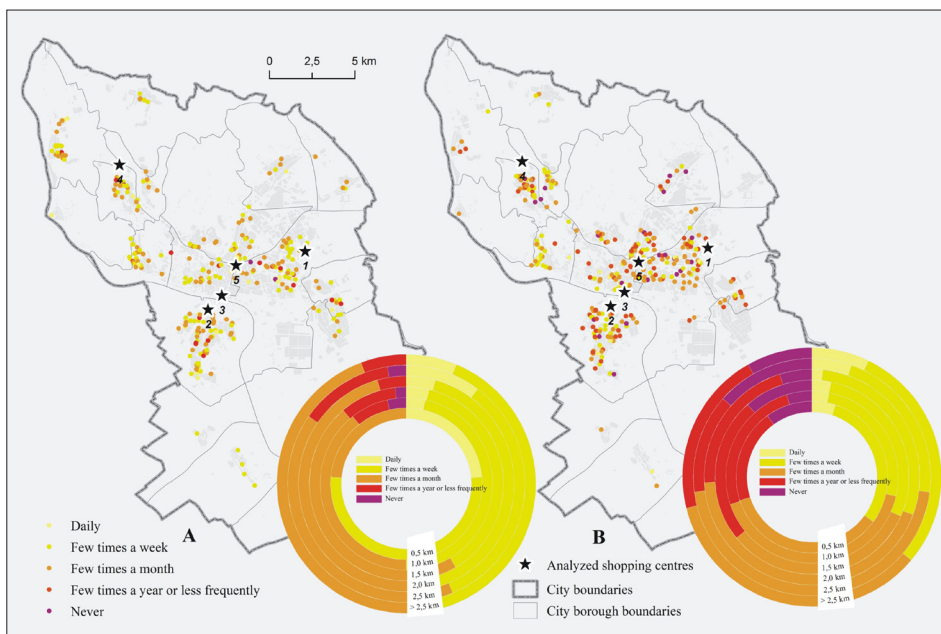 0 2,5 5 km
4
1
5
3
2
4
1
5
3
2
Daily
Few times a week
Few times a month
Few times a year or less frequently
Never
0,5 km
1,0 km
1,5 km
2,0 km
2,5 km
> 2,5 km
A
Daily
Few times a week
Few times a month
Few times a year or less frequently
Never
0,5 km
1,0 km
1,5 km
2,0 km
2,5 km
> 2,5 km
B
Daily
Few times a week
Few times a month
Few times a year or less frequently
Never
Analyzed shopping centres
City boundaries
City borough boundaries